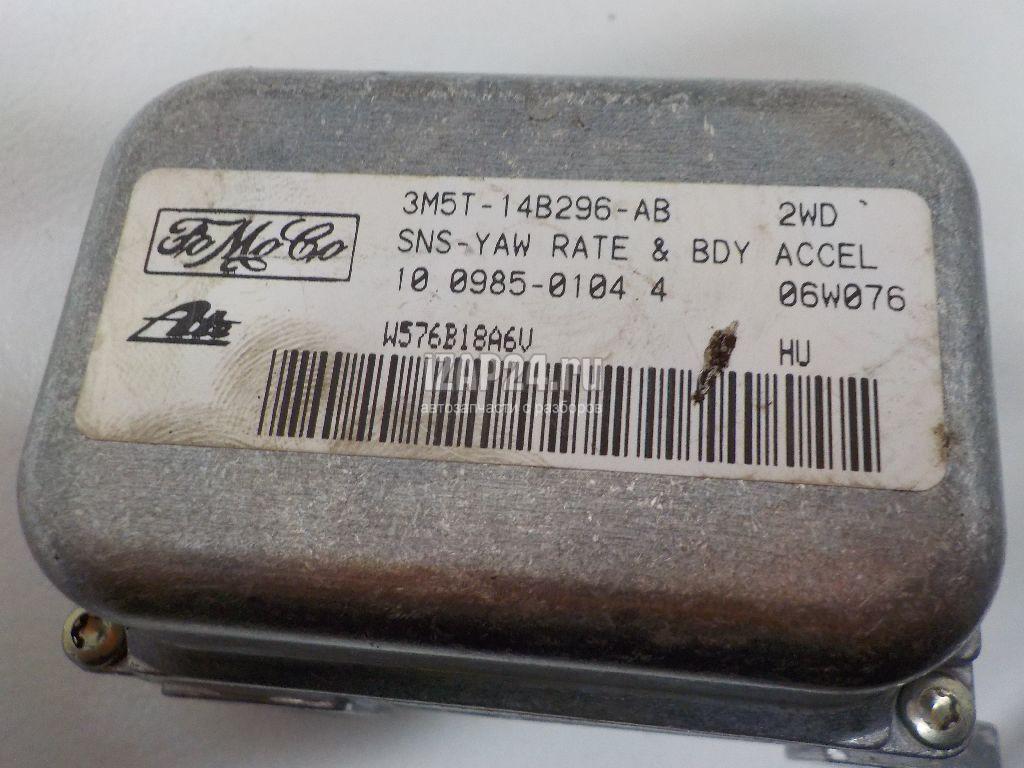 FoMoCo
3M5T-14B296-AB 2WD
SNS-YAW RATE & BDY ACCEL
10 0985-0104 4 06W076
Ate
W576B18A6V HU
iZAP24.ru
автозапчасти с разборов